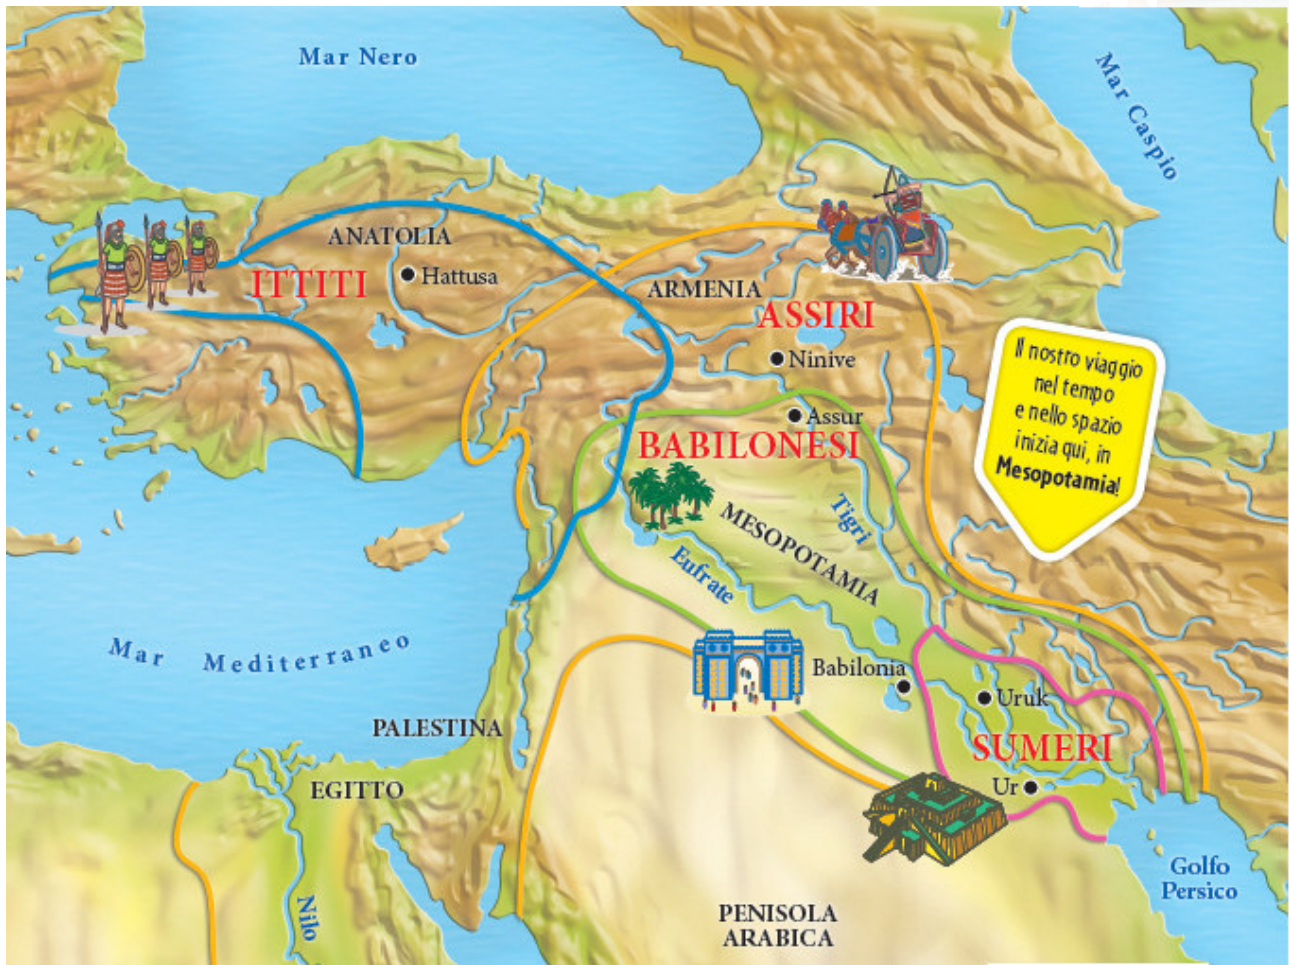 Mar Nero
Mar Caspio
ANATOLIA
ITTITI
Hattusa
ARMENIA
ASSIRI
Ninive
Il nostro viaggio
nel tempo
e nello spazio
inizia qui, in
Mesopotamia!
Assur
BABILONESI
MESOPOTAMIA
Tigri
Eufrate
Mar Mediterraneo
Babilonia
Uruk
PALESTINA
SUMERI
EGITTO
Ur
Nilo
Golfo
Persico
PENISOLA
ARABICA